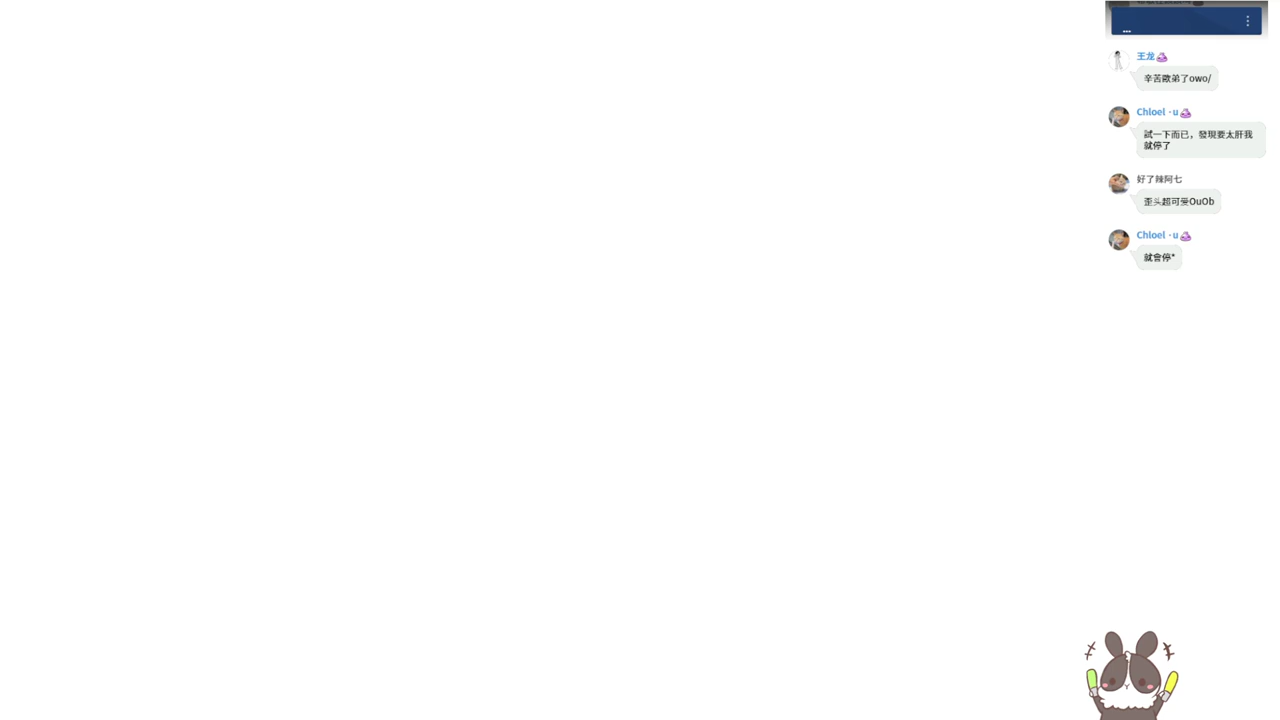 王龙
辛苦歐弟了owo/
Chloel ·u
試一下而已，發現要太肝我
就停了
好了辣阿七
歪头超可爱OuOb
Chloel ·u
就會停*